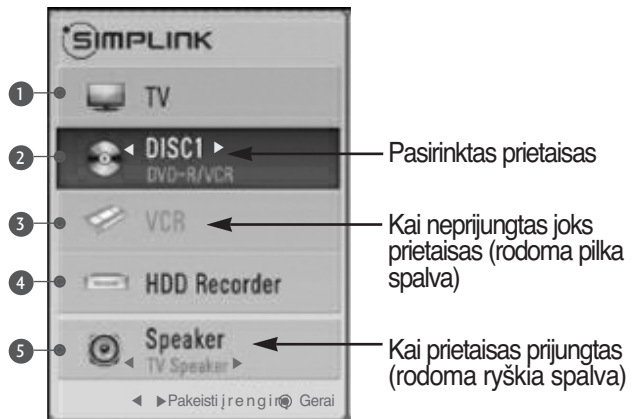 SIMPLINK
1 TV
2 ◄ DISC1 ► Pasirinktas prietaisas
DVD-R/VCR
3 VCR Kai neprijungtas joks
prietaisas (rodoma pilka
spalva)
4 HDD Recorder
5 Speaker Kai prietaisas prijungtas
◄ TV Speaker ► (rodoma ryškia spalva)
◄ ►Pakeisti įrenginį ◉ Gerai